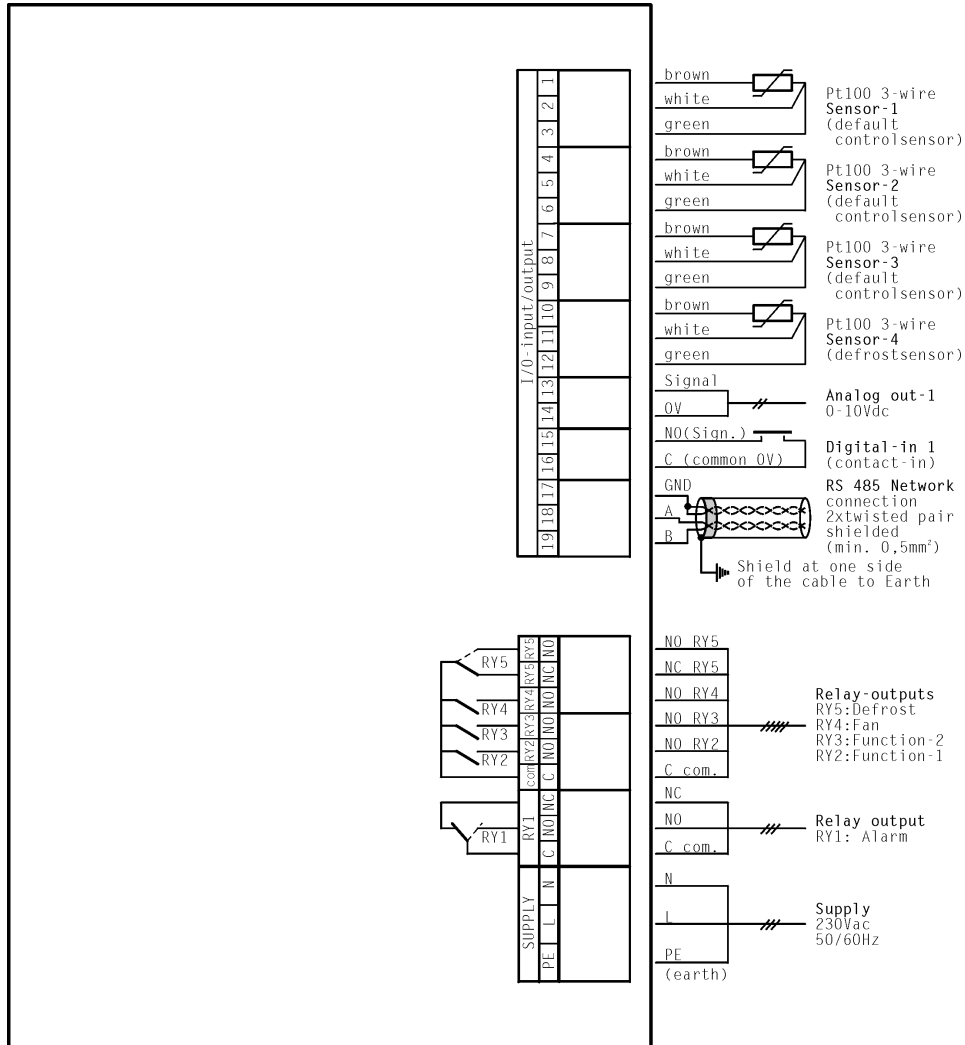 I/O-input/output
1
2
3
4
5
6
7
8
9
10
11
12
13
14
15
16
17
18
19
brown
white
green
Pt100 3-wire
Sensor-1
(default
controlsensor)
brown
white
green
Pt100 3-wire
Sensor-2
(default
controlsensor)
brown
white
green
Pt100 3-wire
Sensor-3
(default
controlsensor)
brown
white
green
Pt100 3-wire
Sensor-4
(defrostsensor)
Signal
0V
Analog out-1
0-10Vdc
NO(Sign.)
C (common 0V)
Digital-in 1
(contact-in)
GND
A
B
RS 485 Network
connection
2xtwisted pair
shielded
(min. 0,5mm²)
Shield at one side
of the cable to Earth
RY5
RY4
RY3
RY2
RY5 NO
RY5 NC
RY4 NO
RY3 NO
RY2 NO
com C
NO RY5
NC RY5
NO RY4
NO RY3
NO RY2
C com.
Relay-outputs
RY5:Defrost
RY4:Fan
RY3:Function-2
RY2:Function-1
RY1
RY1
NC
NO
C
NC
NO
C com.
Relay output
RY1: Alarm
SUPPLY
N
L
PE
N
L
PE
(earth)
Supply
230Vac
50/60Hz